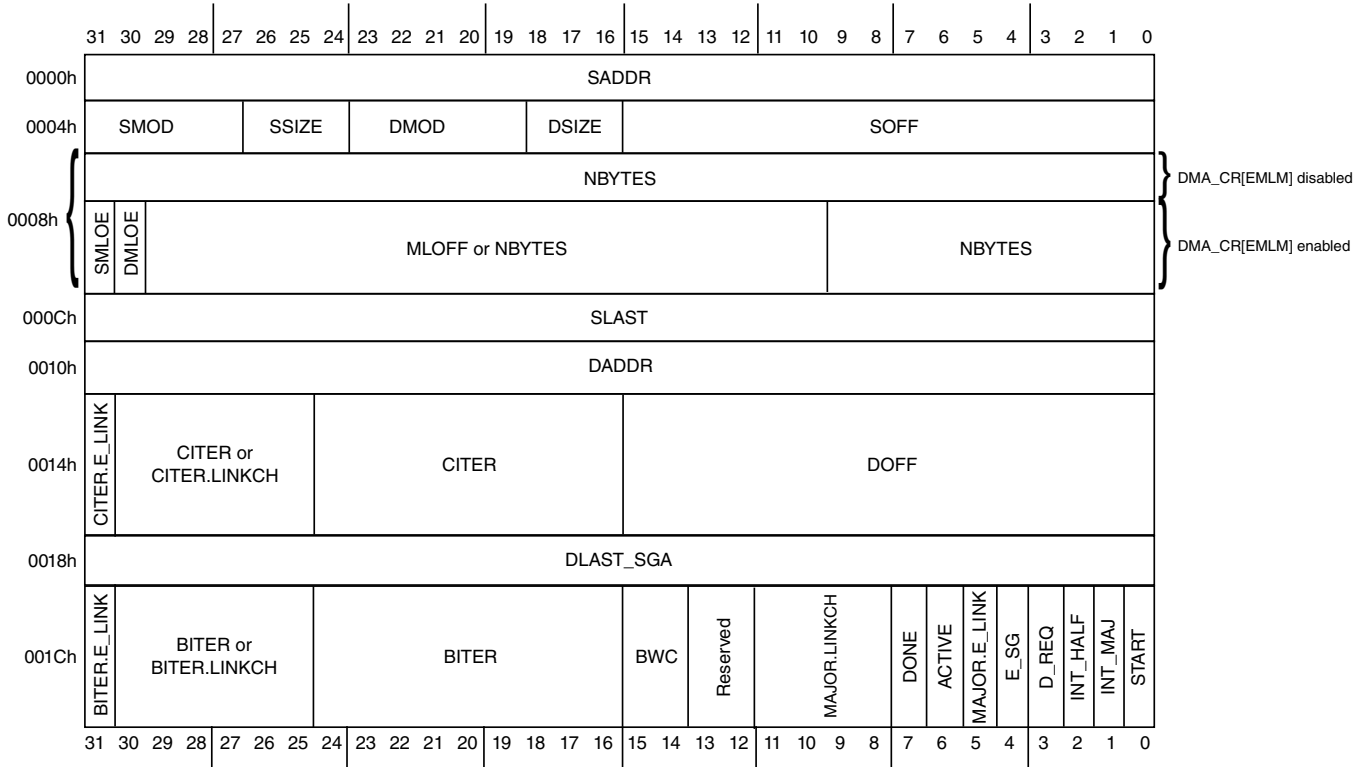 31 30 29 28 27 26 25 24 23 22 21 20 19 18 17 16 15 14 13 12 11 10 9 8 7 6 5 4 3 2 1 0
0000h SADDR
0004h SMOD SSIZE DMOD DSIZE SOFF
0008h
NBYTES DMA_CR[EMLM] disabled
SMLOE DMLOE MLOFF or NBYTES NBYTES DMA_CR[EMLM] enabled
000Ch SLAST
0010h DADDR
0014h CITER.E_LINK CITER or
CITER.LINKCH CITER DOFF
0018h DLAST_SGA
001Ch BITER.E_LINK BITER or
BITER.LINKCH BITER BWC Reserved MAJOR.LINKCH DONE ACTIVE MAJOR.E_LINK E_SG D_REQ INT_HALF INT_MAJ START
31 30 29 28 27 26 25 24 23 22 21 20 19 18 17 16 15 14 13 12 11 10 9 8 7 6 5 4 3 2 1 0